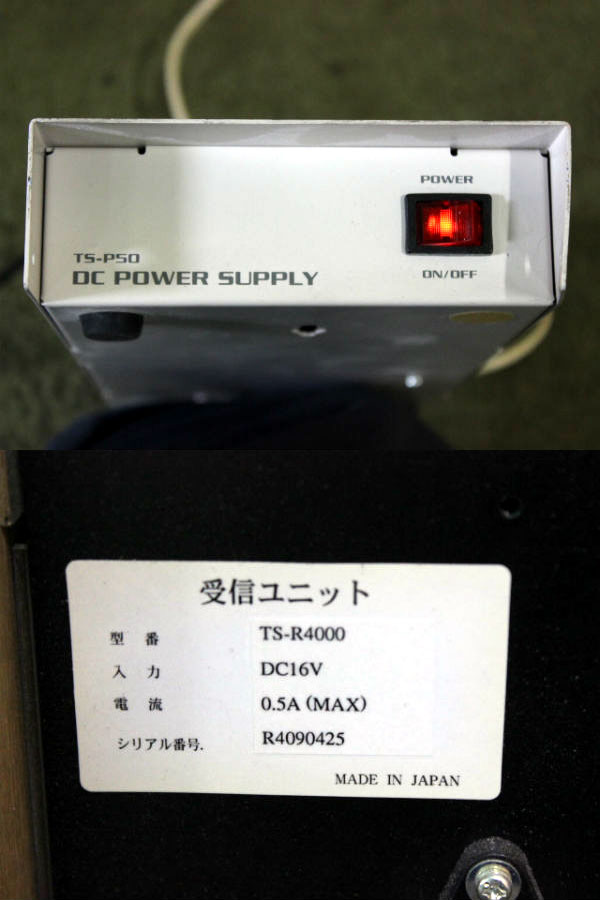 POWER
TS-P50
DC POWER SUPPLY
ON/OFF
受信ユニット
型 番 TS-R4000
入 力 DC16V
電 流 0.5A (MAX)
シリアル番号. R4090425
MADE IN JAPAN